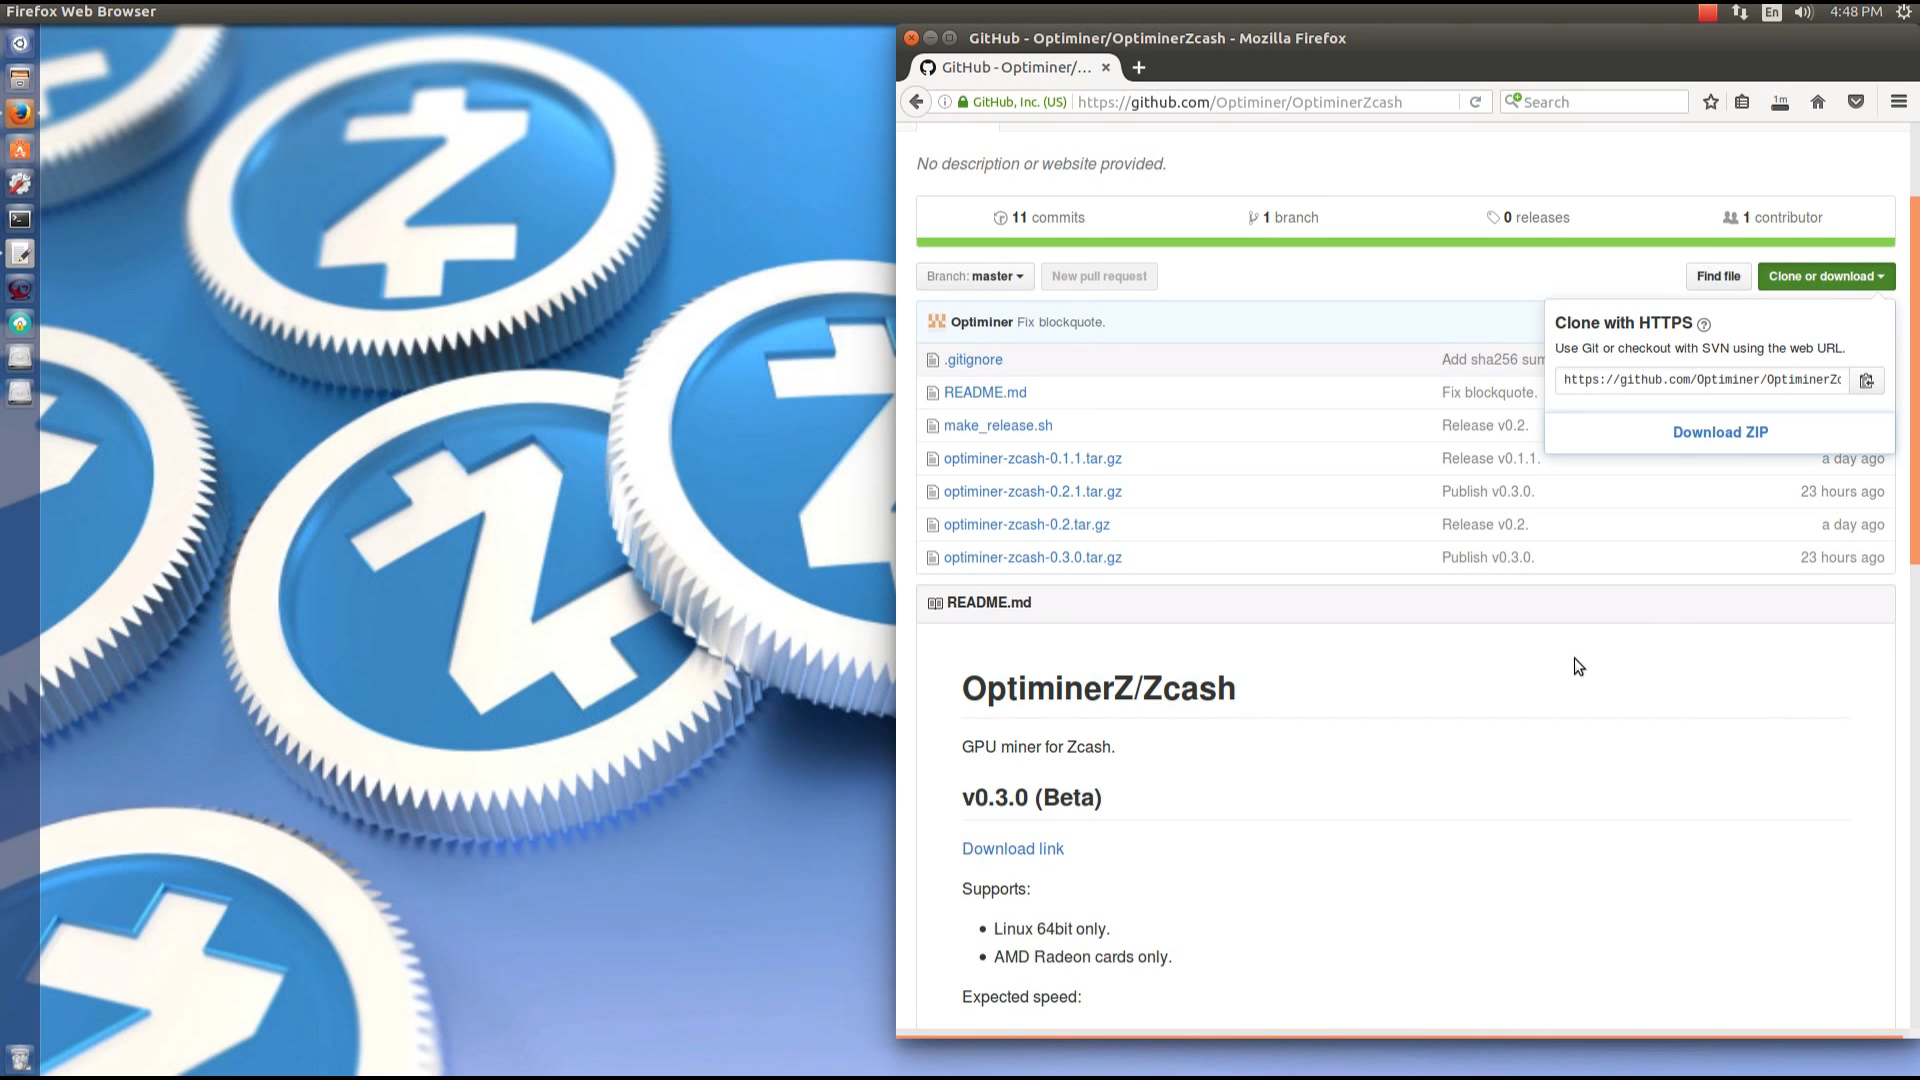 Firefox Web Browser
En
4:48 PM
GitHub - Optiminer/OptiminerZcash - Mozilla Firefox
GitHub - Optiminer/...
GitHub, Inc. (US)
https://github.com/Optiminer/OptiminerZcash
Search
1m
No description or website provided.
11 commits
1 branch
0 releases
1 contributor
Branch: master
New pull request
Find file
Clone or download
Optiminer Fix blockquote.
Clone with HTTPS
Use Git or checkout with SVN using the web URL.
https://github.com/Optiminer/OptiminerZc
Download ZIP
.gitignore Add sha256 sum
README.md Fix blockquote.
make_release.sh Release v0.2.
optiminer-zcash-0.1.1.tar.gz Release v0.1.1. a day ago
optiminer-zcash-0.2.1.tar.gz Publish v0.3.0. 23 hours ago
optiminer-zcash-0.2.tar.gz Release v0.2. a day ago
optiminer-zcash-0.3.0.tar.gz Publish v0.3.0. 23 hours ago
README.md
OptiminerZ/Zcash
GPU miner for Zcash.
v0.3.0 (Beta)
Download link
Supports:
Linux 64bit only.
AMD Radeon cards only.
Expected speed: